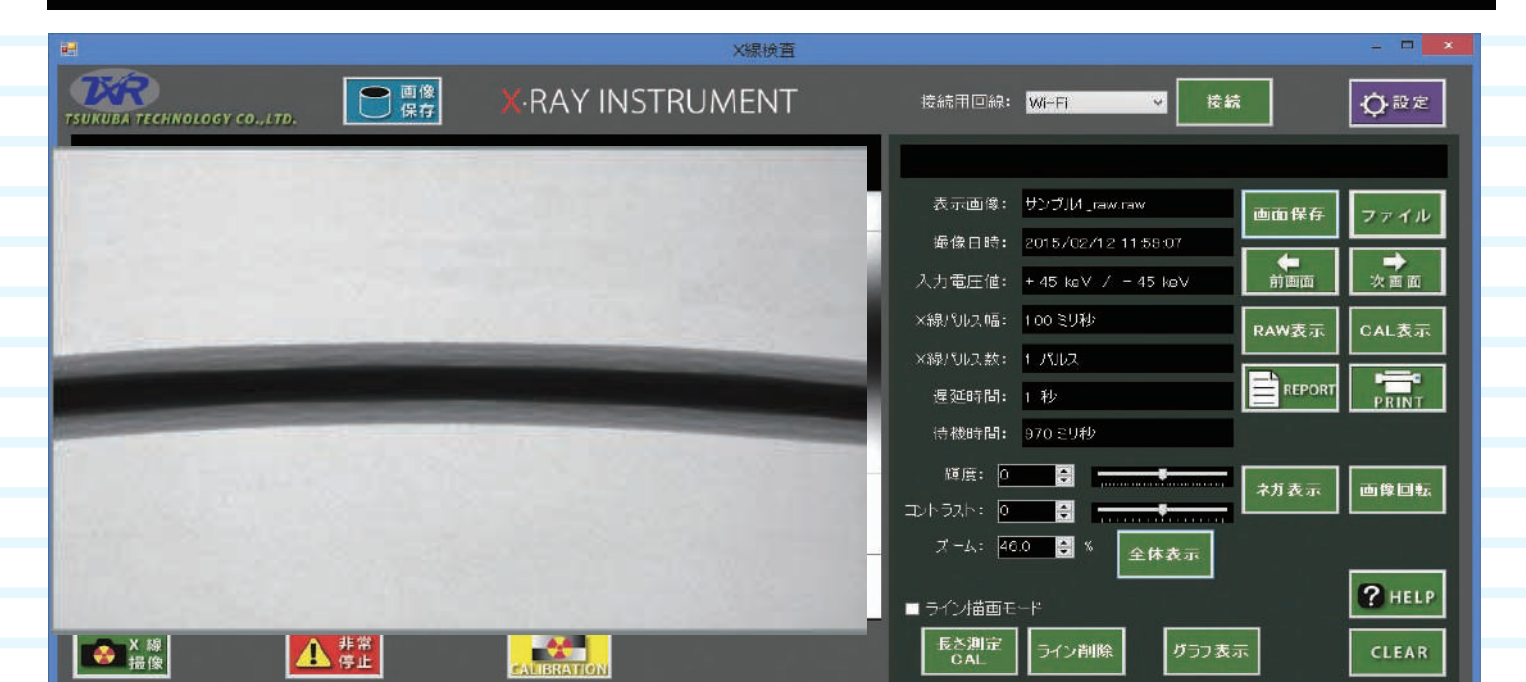 X線検査
TXR
TSUKUBA TECHNOLOGY CO.,LTD.
画像
保存
X-RAY INSTRUMENT
接続用回線: Wi-Fi
接続
設定
表示画像: サンプル4_raw.raw
画面保存
ファイル
撮像日時: 2015/02/12 11:58:07
入力電圧値: + 45 keV / - 45 keV
前画面
次画面
X線パルス幅: 100 ミリ秒
RAW表示
CAL表示
X線パルス数: 1 パルス
遅延時間: 1 秒
REPORT
PRINT
待機時間: 970 ミリ秒
輝度: 0
ネガ表示
画像回転
コントラスト: 0
ズーム: 46.0 %
全体表示
ライン描画モード
HELP
X線
撮像
非常
停止
CALIBRATION
長さ測定
CAL
ライン削除
グラフ表示
CLEAR